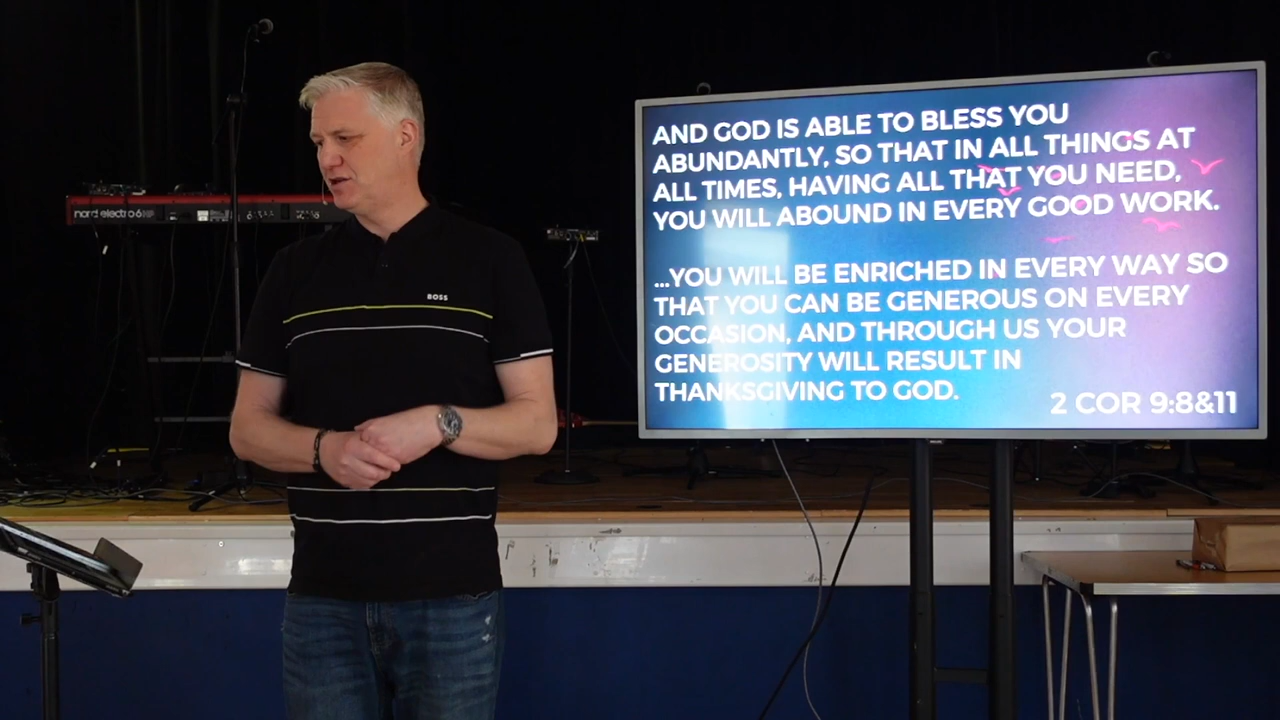 nord electro 6
BOSS
AND GOD IS ABLE TO BLESS YOU
ABUNDANTLY, SO THAT IN ALL THINGS AT
ALL TIMES, HAVING ALL THAT YOU NEED,
YOU WILL ABOUND IN EVERY GOOD WORK.
...YOU WILL BE ENRICHED IN EVERY WAY SO
THAT YOU CAN BE GENEROUS ON EVERY
OCCASION, AND THROUGH US YOUR
GENEROSITY WILL RESULT IN
THANKSGIVING TO GOD.
2 COR 9:8&11